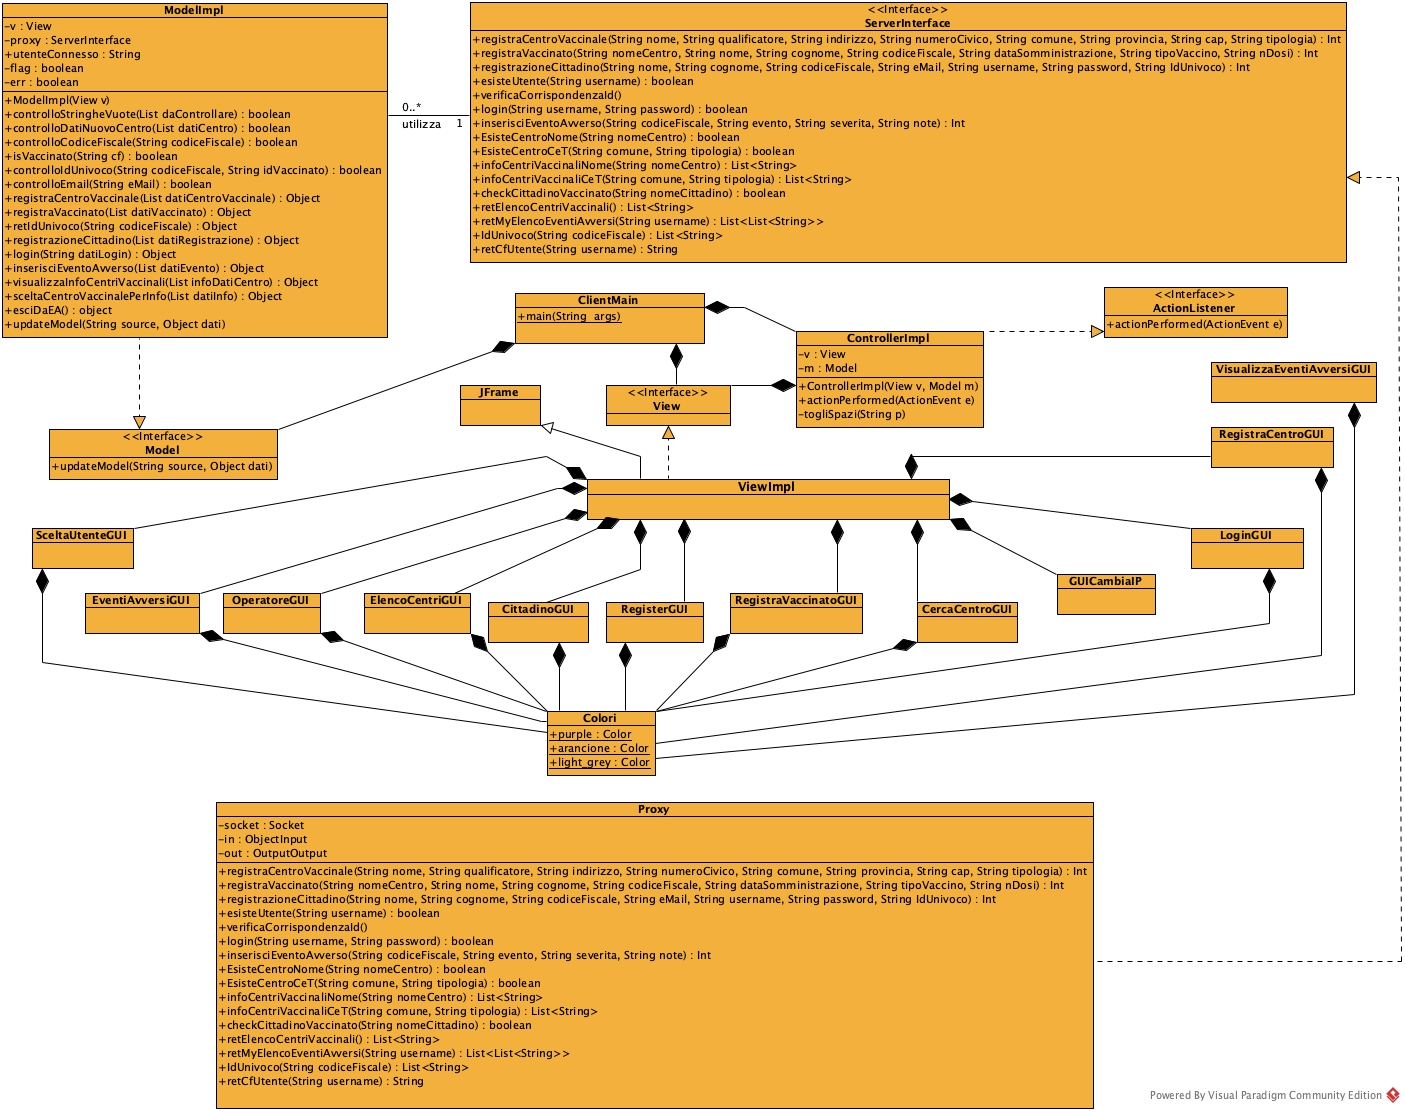 ModelImpl
-v : View
-proxy : ServerInterface
+utenteConnesso : String
-flag : boolean
-err : boolean
+ModelImpl(View v)
+controlloStringheVuote(List daControllare) : boolean
+controlloDatiNuovoCentro(List datiCentro) : boolean
+controlloCodiceFiscale(String codiceFiscale) : boolean
+isVaccinato(String cf) : boolean
+controlloIdUnivoco(String codiceFiscale, String idVaccinato) : boolean
+controlloEmail(String eMail) : boolean
+registraCentroVaccinale(List datiCentroVaccinale) : Object
+registraVaccinato(List datiVaccinato) : Object
+retIdUnivoco(String codiceFiscale) : Object
+registrazioneCittadino(List datiRegistrazione) : Object
+login(String datiLogin) : Object
+inserisciEventoAvverso(List datiEvento) : Object
+visualizzaInfoCentriVaccinali(List infoDatiCentro) : Object
+sceltaCentroVaccinalePerInfo(List datiInfo) : Object
+esciDaEA() : object
+updateModel(String source, Object dati)
0..*
utilizza 1
<<Interface>>
ServerInterface
+registraCentroVaccinale(String nome, String qualificatore, String indirizzo, String numeroCivico, String comune, String provincia, String cap, String tipologia) : Int
+registraVaccinato(String nomeCentro, String nome, String cognome, String codiceFiscale, String dataSomministrazione, String tipoVaccino, String nDosi) : Int
+registrazioneCittadino(String nome, String cognome, String codiceFiscale, String eMail, String username, String password, String IdUnivoco) : Int
+esisteUtente(String username) : boolean
+verificaCorrispondenzaId()
+login(String username, String password) : boolean
+inserisciEventoAvverso(String codiceFiscale, String evento, String severita, String note) : Int
+EsisteCentroNome(String nomeCentro) : boolean
+EsisteCentroCeT(String comune, String tipologia) : boolean
+infoCentriVaccinaliNome(String nomeCentro) : List<String>
+infoCentriVaccinaliCeT(String comune, String tipologia) : List<String>
+checkCittadinoVaccinato(String nomeCittadino) : boolean
+retElencoCentriVaccinali() : List<String>
+retMyElencoEventiAvversi(String username) : List<List<String>>
+IdUnivoco(String codiceFiscale) : List<String>
+retCfUtente(String username) : String
ClientMain
+main(String args)
<<Interface>>
ActionListener
+actionPerformed(ActionEvent e)
ControllerImpl
-v : View
-m : Model
+ControllerImpl(View v, Model m)
+actionPerformed(ActionEvent e)
-togliSpazi(String p)
VisualizzaEventiAvversiGUI
JFrame
<<Interface>>
View
<<Interface>>
Model
+updateModel(String source, Object dati)
RegistraCentroGUI
ViewImpl
SceltaUtenteGUI
LoginGUI
EventiAvversiGUI
OperatoreGUI
ElencoCentriGUI
CittadinoGUI
RegisterGUI
RegistraVaccinatoGUI
CercaCentroGUI
GUICambiaIP
Colori
+purple : Color
+arancione : Color
+light_grey : Color
Proxy
-socket : Socket
-in : ObjectInput
-out : OutputOutput
+registraCentroVaccinale(String nome, String qualificatore, String indirizzo, String numeroCivico, String comune, String provincia, String cap, String tipologia) : Int
+registraVaccinato(String nomeCentro, String nome, String cognome, String codiceFiscale, String dataSomministrazione, String tipoVaccino, String nDosi) : Int
+registrazioneCittadino(String nome, String cognome, String codiceFiscale, String eMail, String username, String password, String IdUnivoco) : Int
+esisteUtente(String username) : boolean
+verificaCorrispondenzaId()
+login(String username, String password) : boolean
+inserisciEventoAvverso(String codiceFiscale, String evento, String severita, String note) : Int
+EsisteCentroNome(String nomeCentro) : boolean
+EsisteCentroCeT(String comune, String tipologia) : boolean
+infoCentriVaccinaliNome(String nomeCentro) : List<String>
+infoCentriVaccinaliCeT(String comune, String tipologia) : List<String>
+checkCittadinoVaccinato(String nomeCittadino) : boolean
+retElencoCentriVaccinali() : List<String>
+retMyElencoEventiAvversi(String username) : List<List<String>>
+IdUnivoco(String codiceFiscale) : List<String>
+retCfUtente(String username) : String
Powered By Visual Paradigm Community Edition